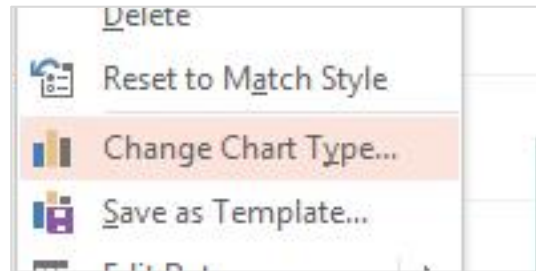 Delete
Reset to Match Style
Change Chart Type...
Save as Template...